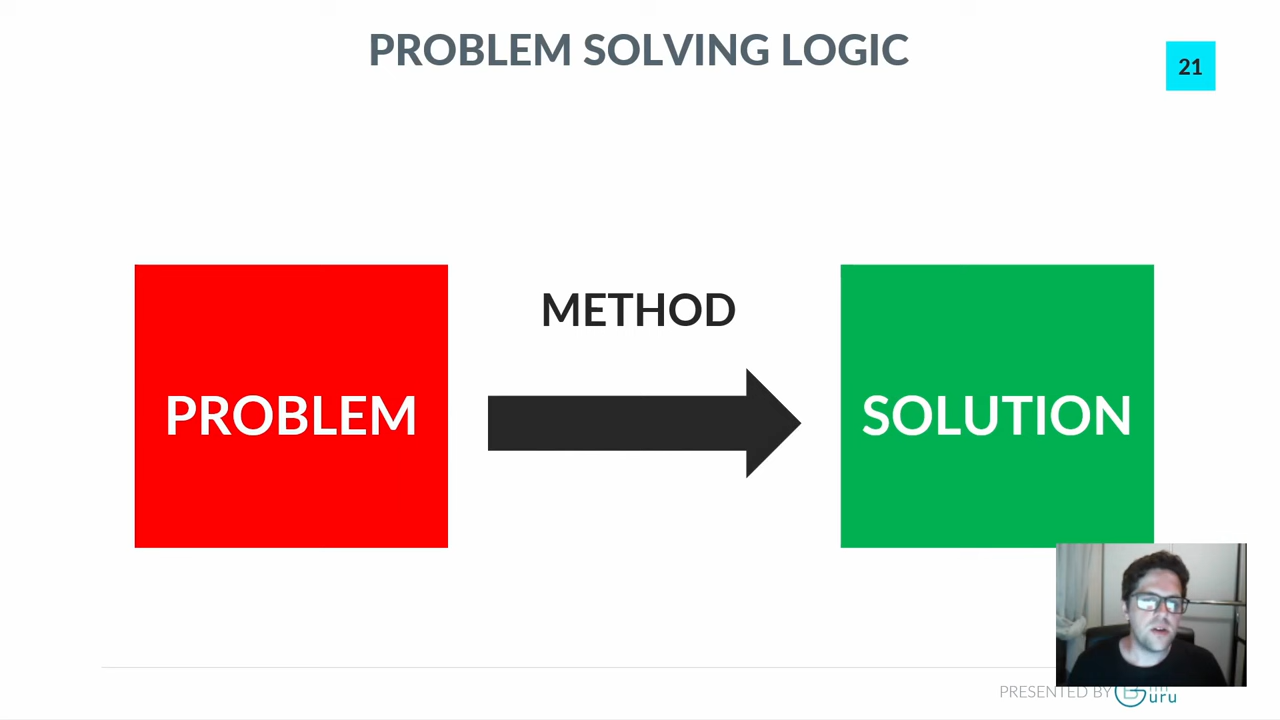 PROBLEM SOLVING LOGIC
21
METHOD
PROBLEM
SOLUTION
PRESENTED BY